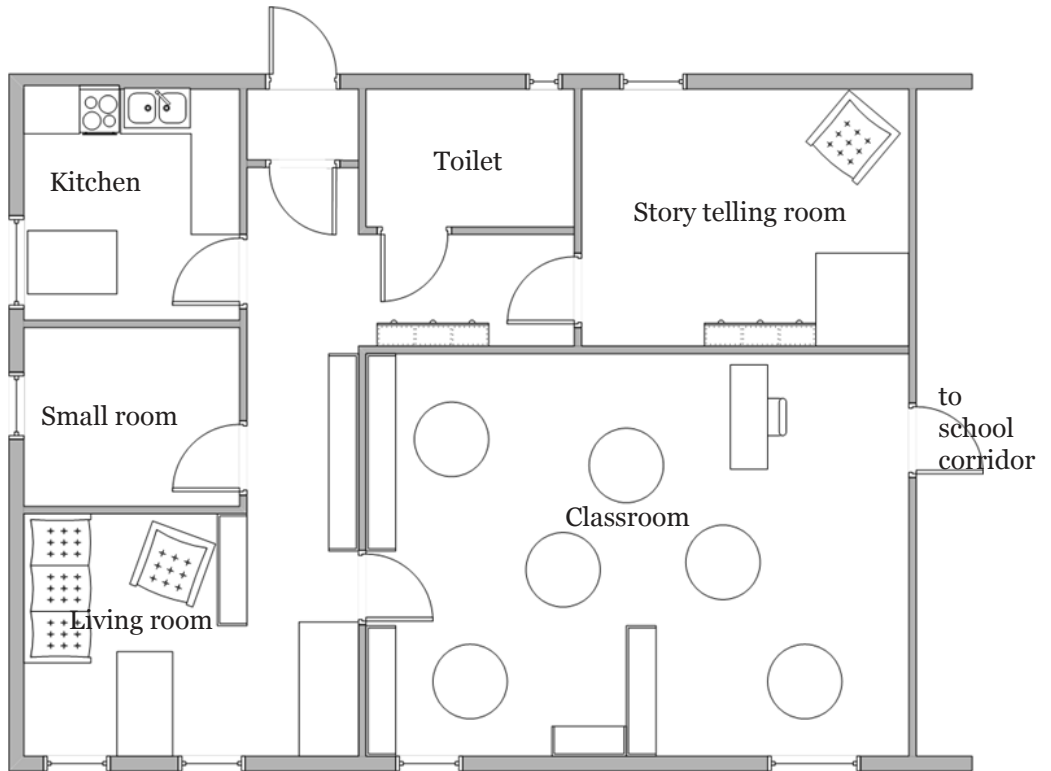 Toilet
Kitchen
Story telling room
Small room
to
school
corridor
Classroom
Living room